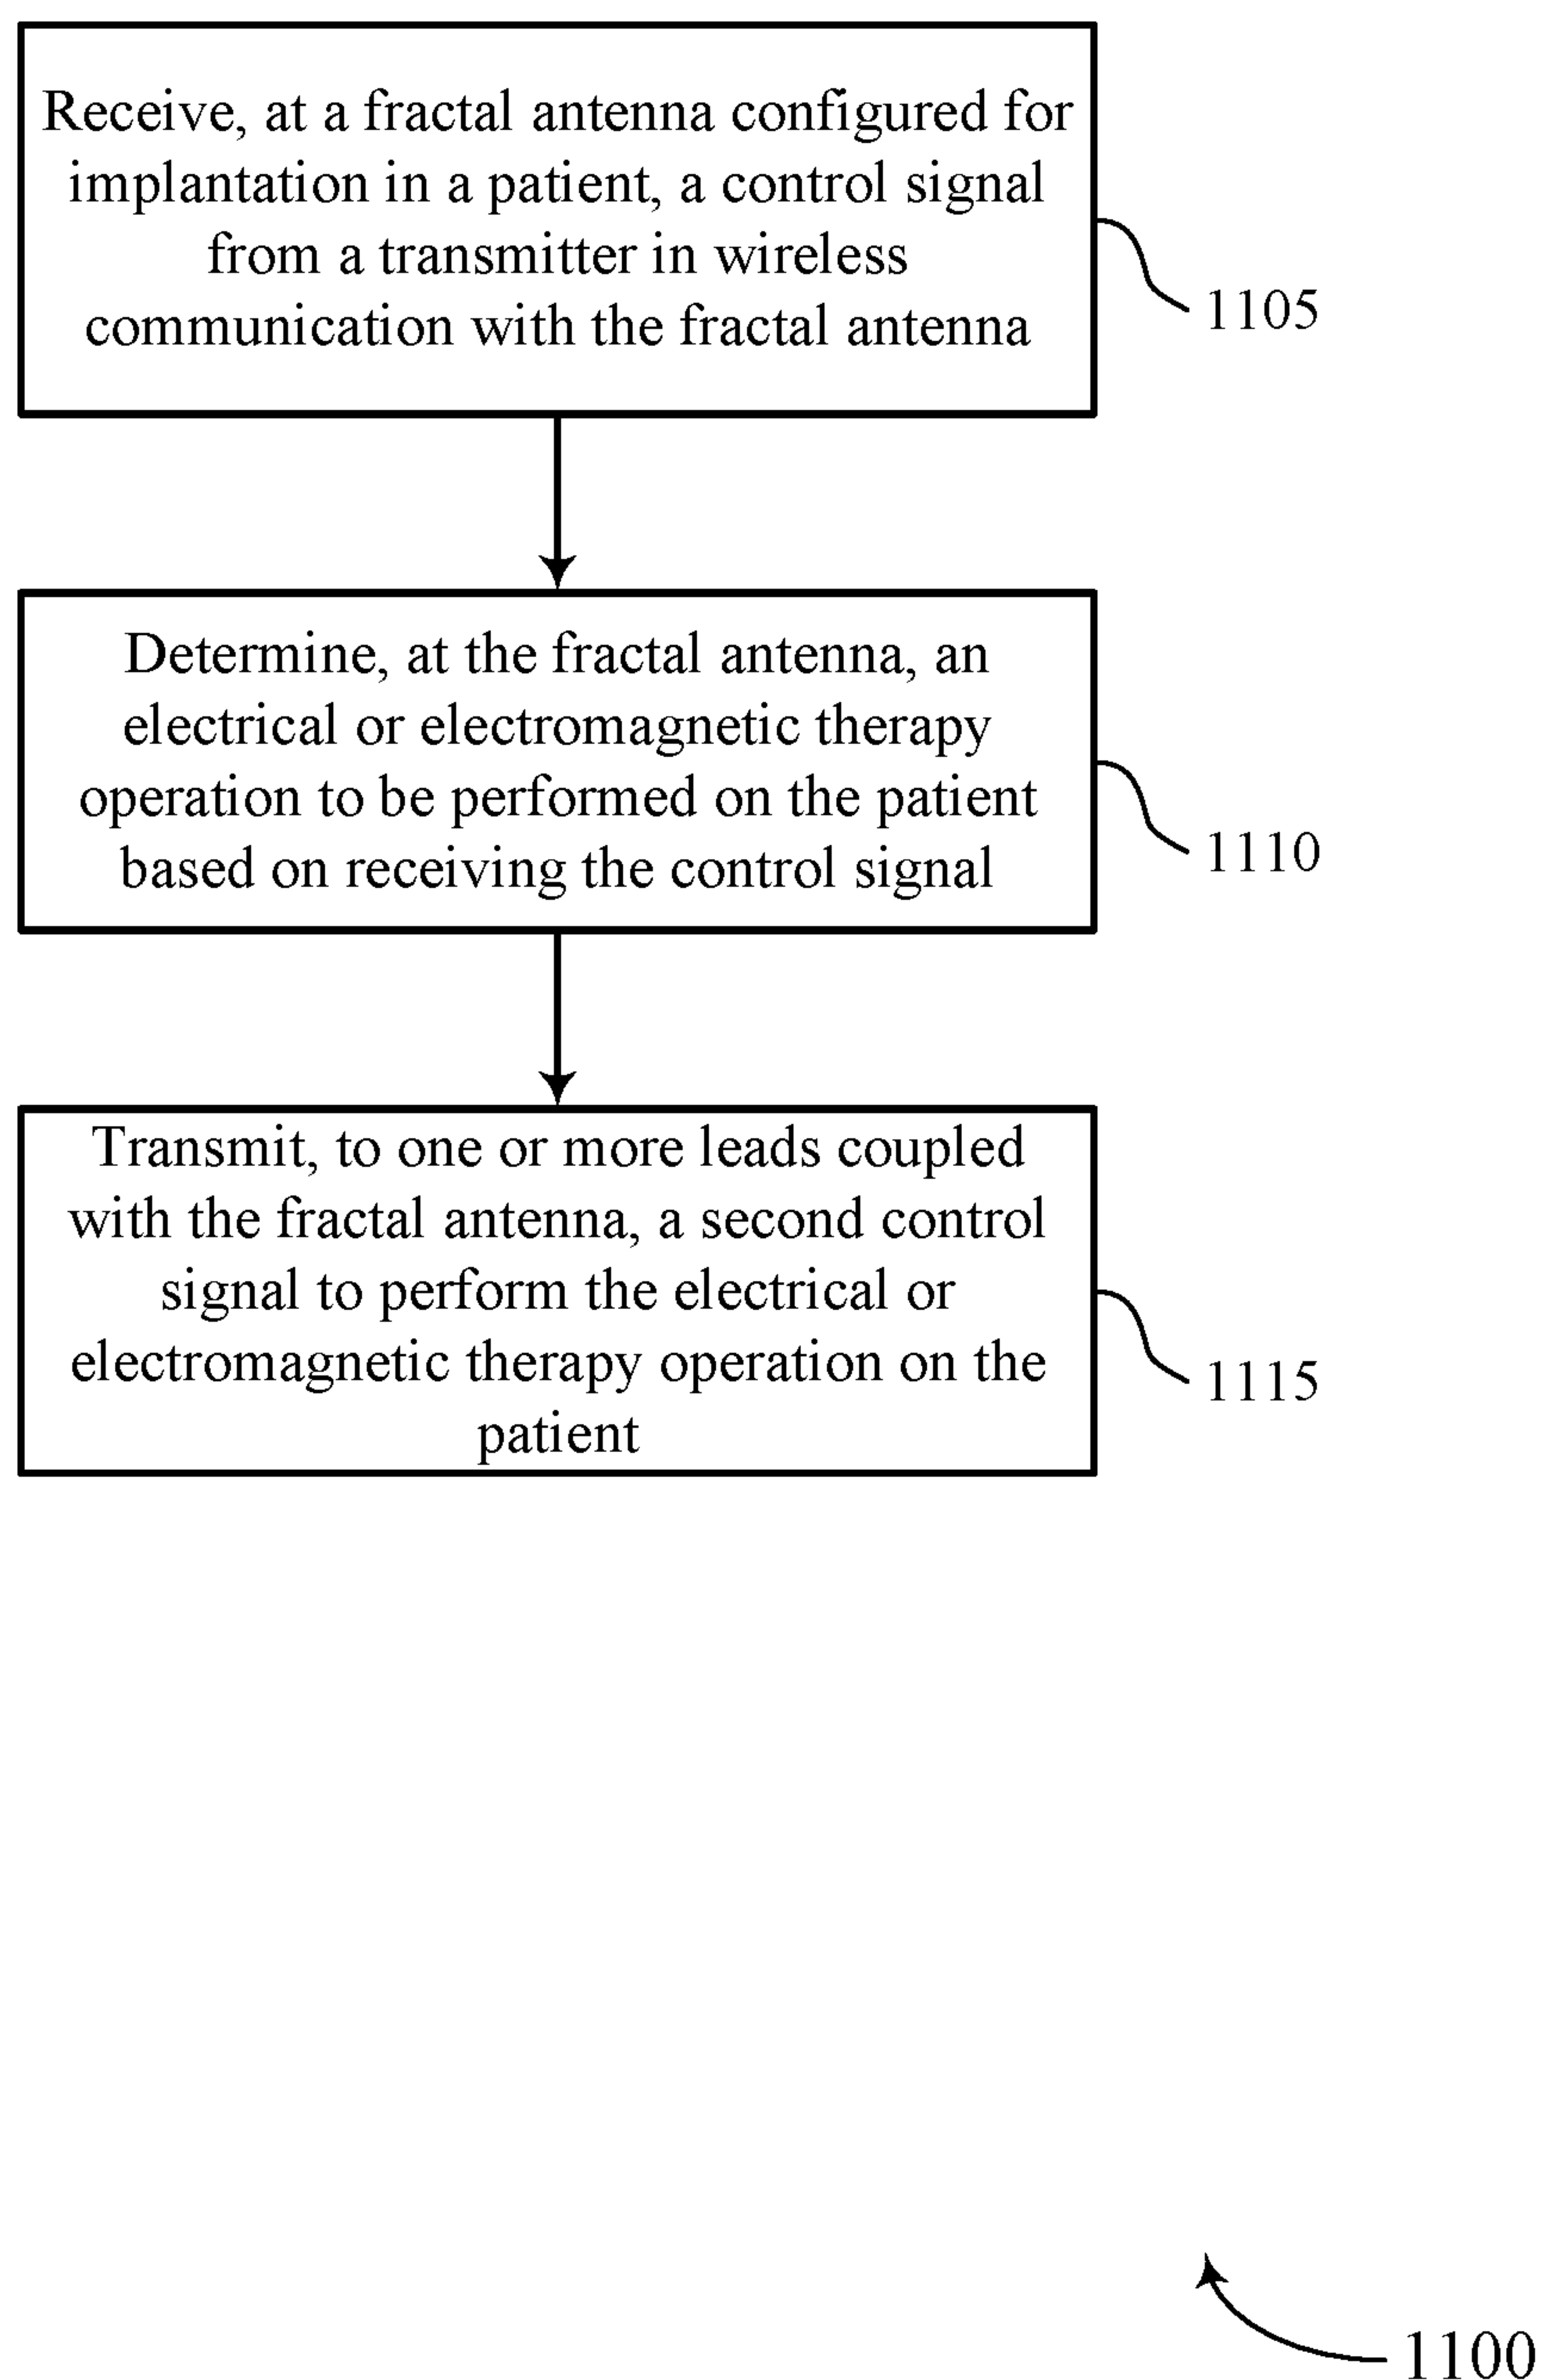 Receive, at a fractal antenna configured for
implantation in a patient, a control signal
from a transmitter in wireless
communication with the fractal antenna
1105
Determine, at the fractal antenna, an
electrical or electromagnetic therapy
operation to be performed on the patient
based on receiving the control signal
1110
Transmit, to one or more leads coupled
with the fractal antenna, a second control
signal to perform the electrical or
electromagnetic therapy operation on the
patient
1115
1100